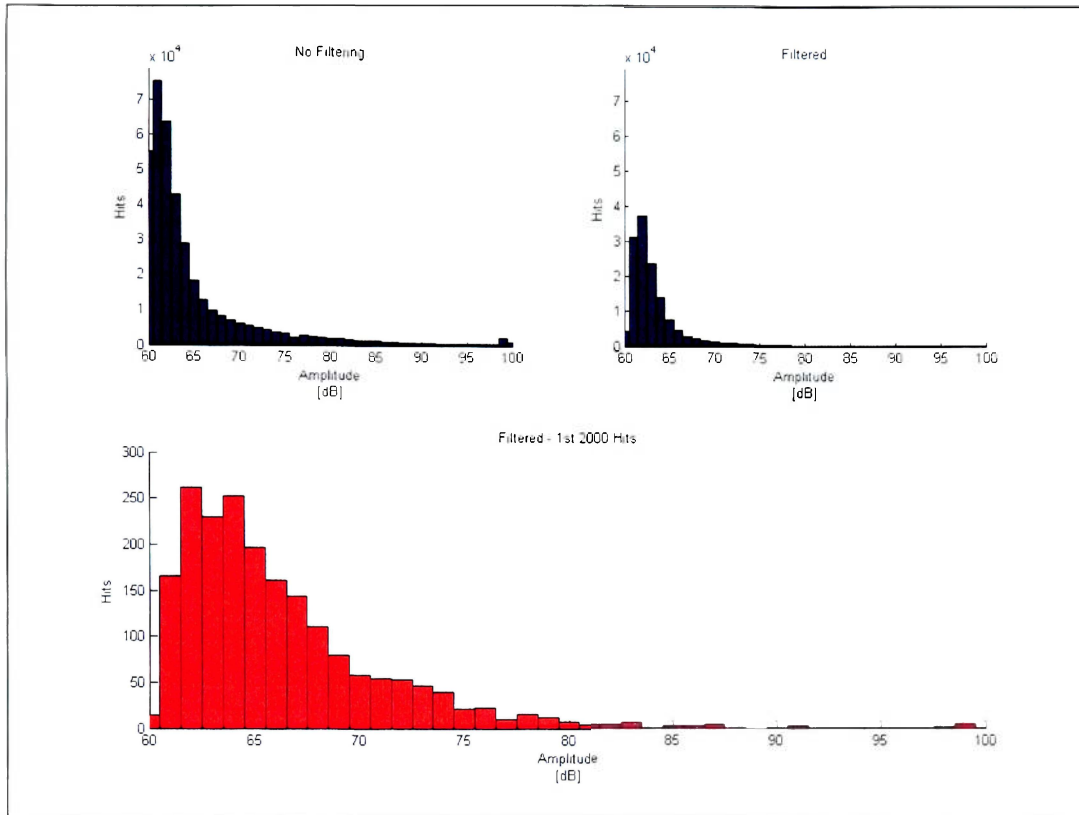 No Filtering
x 10^4
7
6
5
4
3
2
1
0
Hits
60 65 70 75 80 85 90 95 100
Amplitude
[dB]
Filtered
x 10^4
7
6
5
4
3
2
1
0
Hits
60 65 70 75 80 85 90 95 100
Amplitude
[dB]
Filtered - 1st 2000 Hits
300
250
200
150
100
50
0
Hits
60 65 70 75 80 85 90 95 100
Amplitude
[dB]